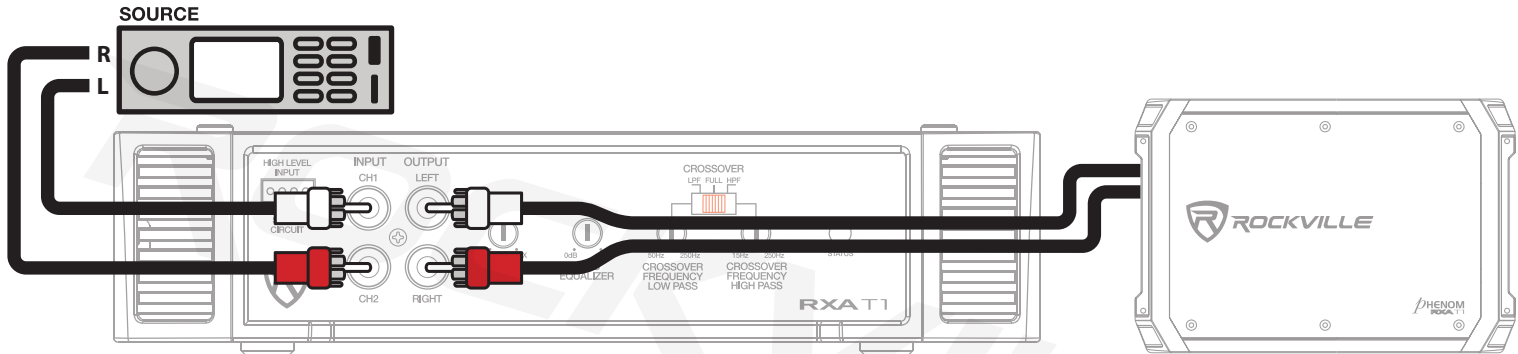 SOURCE
R
L
HIGH LEVEL
INPUT
CIRCUIT
INPUT
CH1
CH2
OUTPUT
LEFT
RIGHT
0dB
EQUALIZER
CROSSOVER
LPF FULL HPF
50Hz 250Hz
CROSSOVER
FREQUENCY
LOW PASS
15Hz 250Hz
CROSSOVER
FREQUENCY
HIGH PASS
STATUS
RXA T1
ROCKVILLE
PHENOM
RXA T1